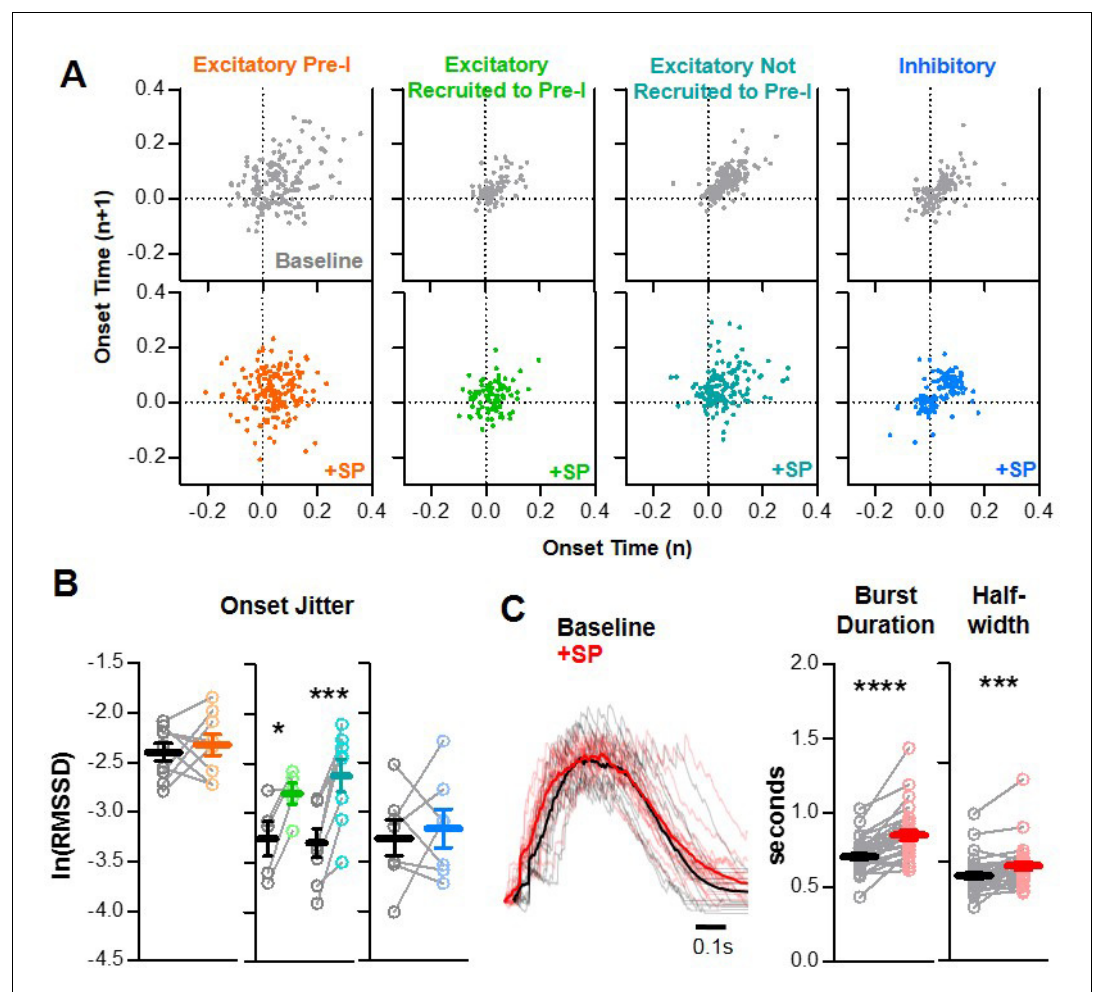 A
Excitatory Pre-I
Excitatory
Recruited to Pre-I
Excitatory Not
Recruited to Pre-I
Inhibitory
Onset Time (n+1)
0.4
0.2
0.0
-0.2
Baseline
0.4
0.2
0.0
-0.2
+SP
+SP
+SP
+SP
-0.2 0.0 0.2 0.4
-0.2 0.0 0.2 0.4
-0.2 0.0 0.2 0.4
-0.2 0.0 0.2 0.4
Onset Time (n)
B
Onset Jitter
ln(RMSSD)
-1.5
-2.0
-2.5
-3.0
-3.5
-4.0
-4.5
*
***
C
Baseline
+SP
0.1s
Burst
Duration
Half-
width
seconds
2.0
1.5
1.0
0.5
0.0
****
***